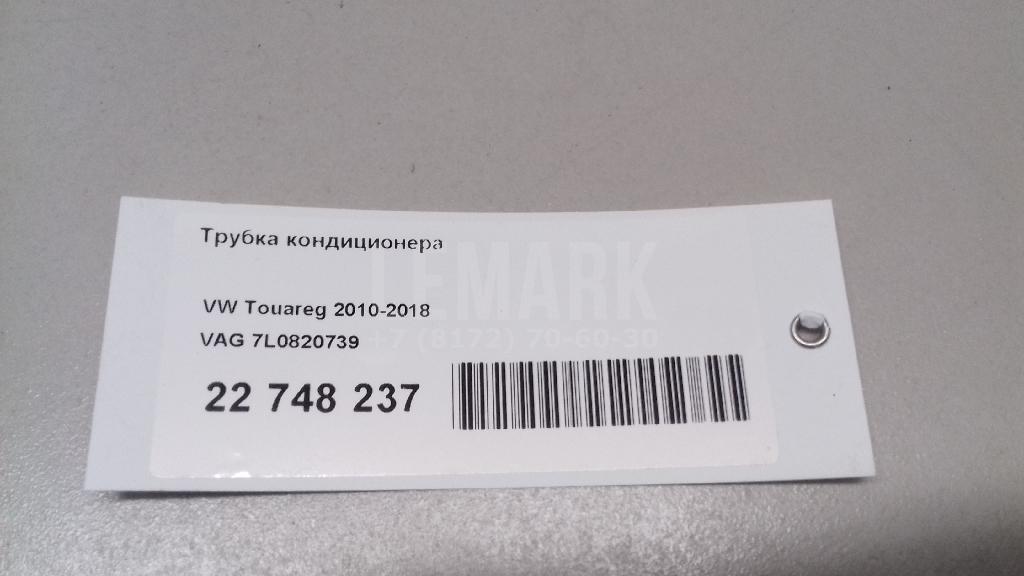 Трубка кондиционера
LEMARK
VW Touareg 2010-2018
VAG 7L0820739
+7 (8172) 70-60-30
22 748 237